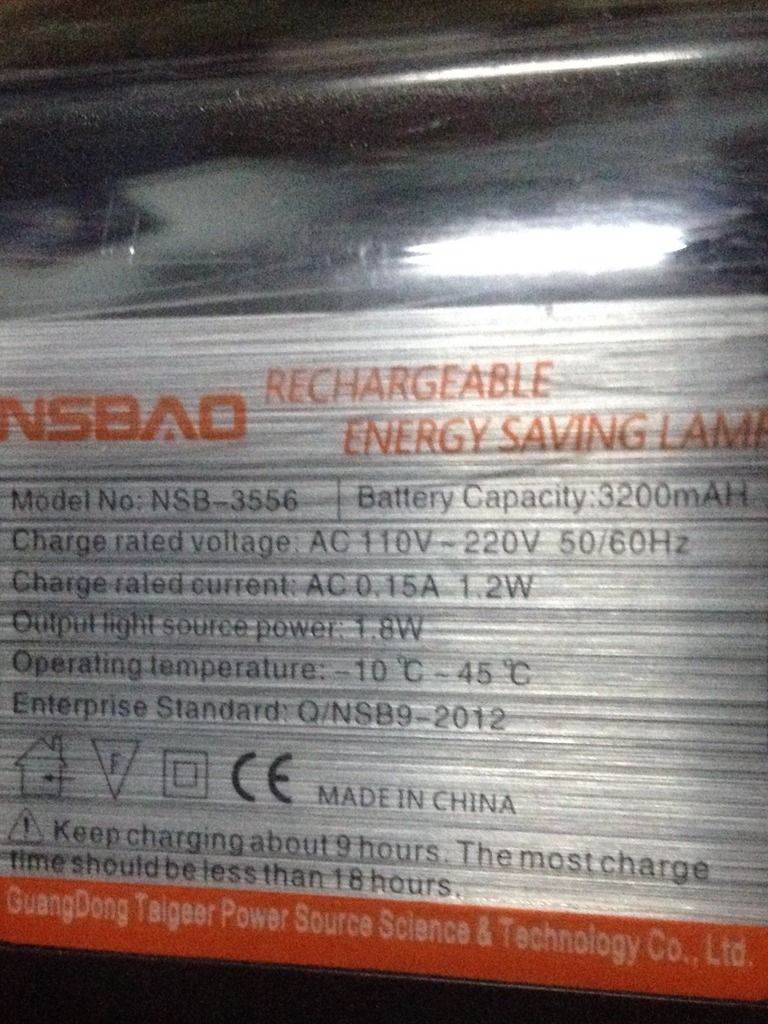 NSBAO RECHARGEABLE
ENERGY SAVING LAMP
Model No: NSB-3556 Battery Capacity:3200mAH
Charge rated voltage: AC 110V~220V 50/60Hz
Charge rated current: AC 0.15A 1.2W
Output light source power: 1.8W
Operating temperature: -10 ℃ ~ 45 ℃
Enterprise Standard: Q/NSB9-2012
F CE MADE IN CHINA
Keep charging about 9 hours. The most charge
time should be less than 18 hours.
GuangDong Taigeer Power Source Science & Technology Co., Ltd.